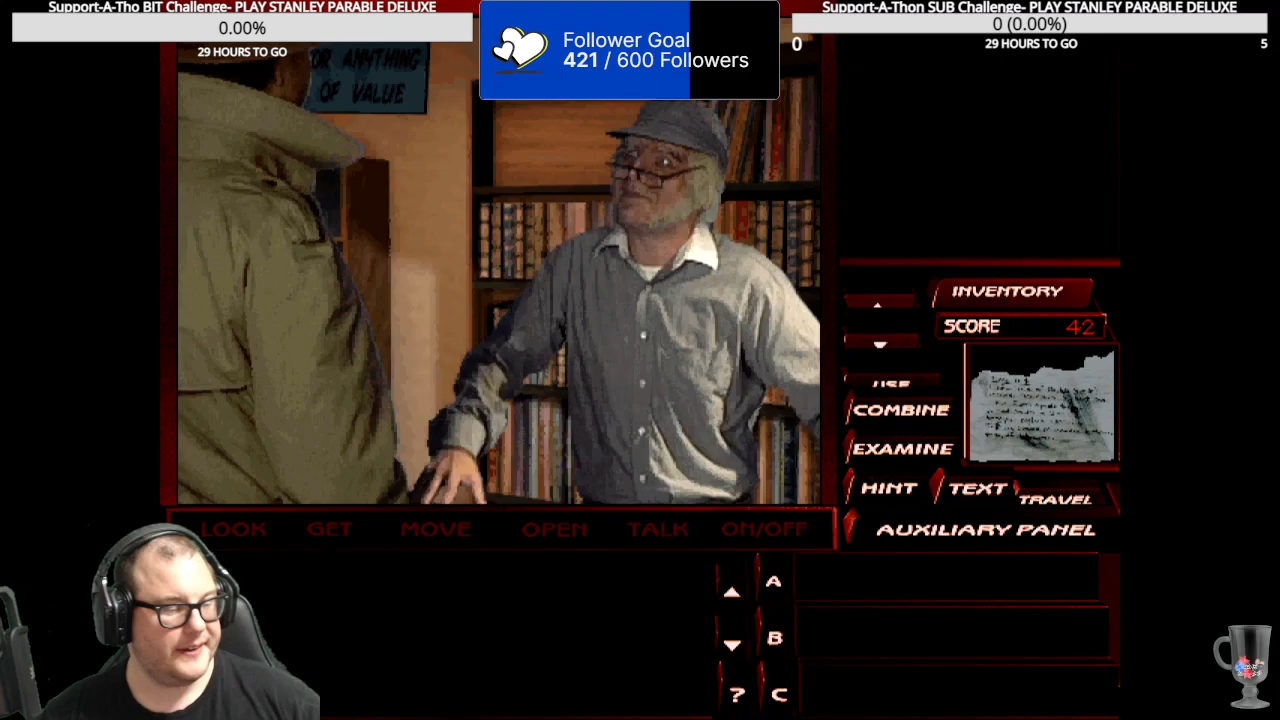 Support-A-Tho BIT Challenge- PLAY STANLEY PARABLE DELUXE
0.00%
29 HOURS TO GO
Follower Goal
421 / 600 Followers
Support-A-Thon SUB Challenge- PLAY STANLEY PARABLE DELUXE
0 (0.00%)
0
29 HOURS TO GO
5
OR ANYTHING
OF VALUE
INVENTORY
SCORE 42
USE
COMBINE
EXAMINE
HINT TEXT TRAVEL
AUXILIARY PANEL
LOOK GET MOVE OPEN TALK ON/OFF
A
B
? C